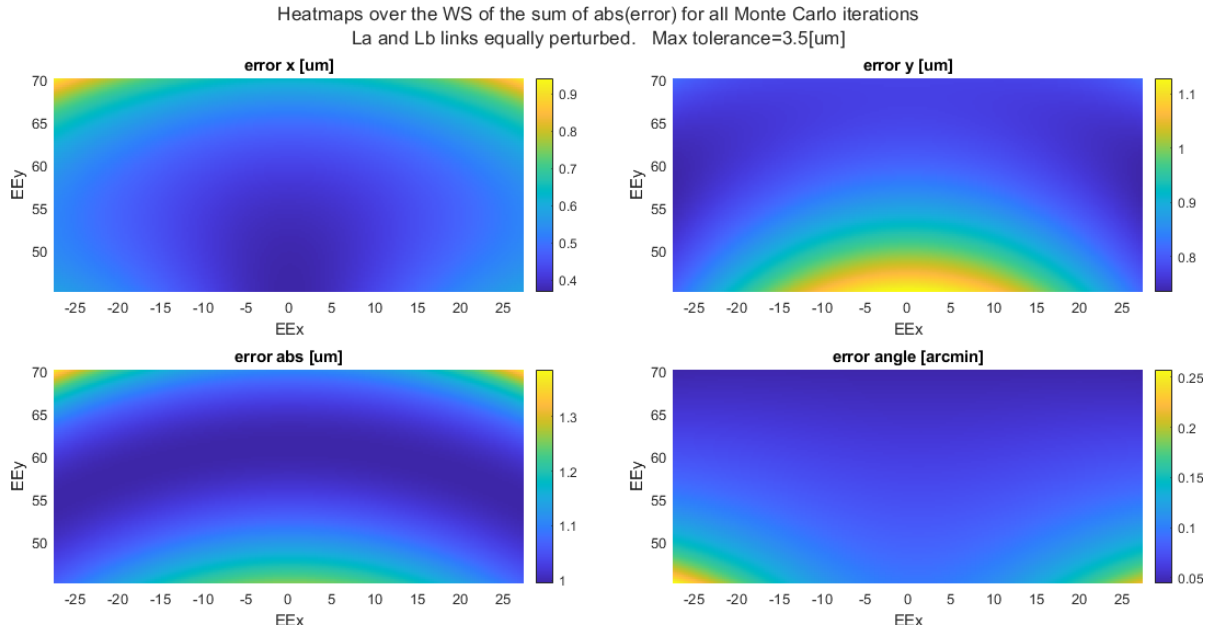 Heatmaps over the WS of the sum of abs(error) for all Monte Carlo iterations
La and Lb links equally perturbed.   Max tolerance=3.5[um]
error x [um]
70
65
60
55
50
EEy
-25 -20 -15 -10 -5 0 5 10 15 20 25
EEx
0.9
0.8
0.7
0.6
0.5
0.4
error y [um]
70
65
60
55
50
EEy
-25 -20 -15 -10 -5 0 5 10 15 20 25
EEx
1.1
1
0.9
0.8
error abs [um]
70
65
60
55
50
EEy
-25 -20 -15 -10 -5 0 5 10 15 20 25
EEx
1.3
1.2
1.1
1
error angle [arcmin]
70
65
60
55
50
EEy
-25 -20 -15 -10 -5 0 5 10 15 20 25
EEx
0.25
0.2
0.15
0.1
0.05